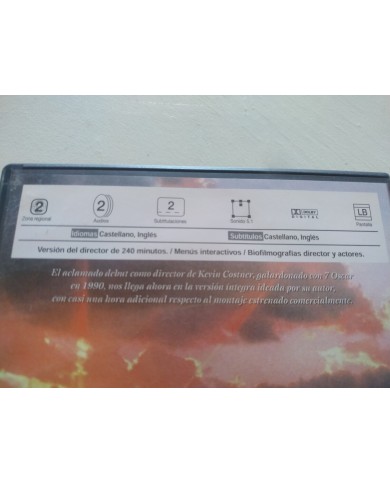 2 2 2 DOLBY DIGITAL LB
Zona regional Audios Subtitulaciones Sonido 5.1 Pantalla
Idiomas Castellano, Inglés Subtítulos Castellano, Inglés
Versión del director de 240 minutos. / Menús interactivos / Biofilmografías director y actores.
El aclamado debut como director de Kevin Costner, galardonado con 7 Oscar
en 1990, nos llega ahora en la versión íntegra ideada por su autor,
con casi una hora adicional respecto al montaje estrenado comercialmente.